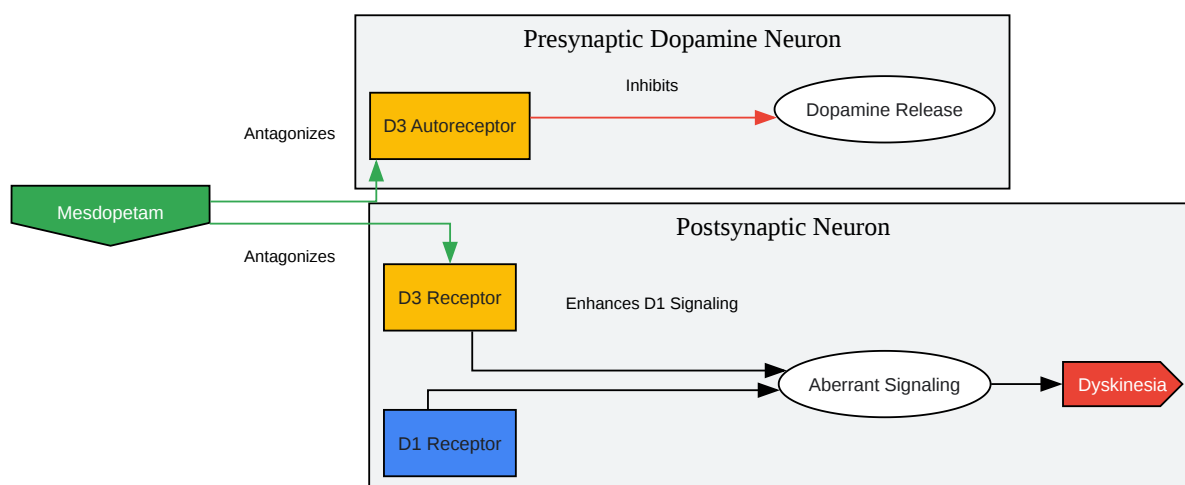 Presynaptic Dopamine Neuron
Inhibits
D3 Autoreceptor
Dopamine Release
Antagonizes
Mesdopetam
Antagonizes
Postsynaptic Neuron
D3 Receptor
Enhances D1 Signaling
Aberrant Signaling
Dyskinesia
D1 Receptor